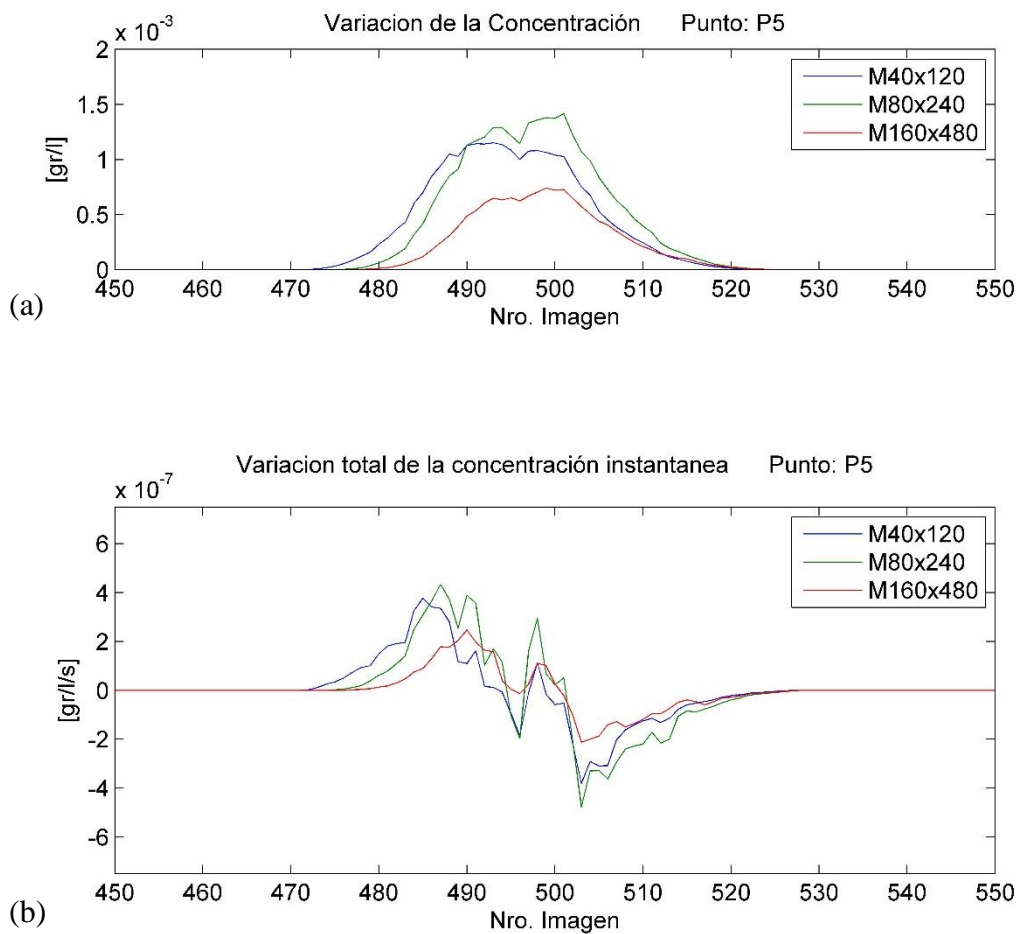 x 10-3
Variacion de la Concentración Punto: P5
2
1.5
1
0.5
0
[gr/l]
M40x120
M80x240
M160x480
450 460 470 480 490 500 510 520 530 540 550
Nro. Imagen
(a)
Variacion total de la concentración instantanea Punto: P5
x 10-7
6
4
2
0
-2
-4
-6
[gr/l/s]
M40x120
M80x240
M160x480
450 460 470 480 490 500 510 520 530 540 550
Nro. Imagen
(b)